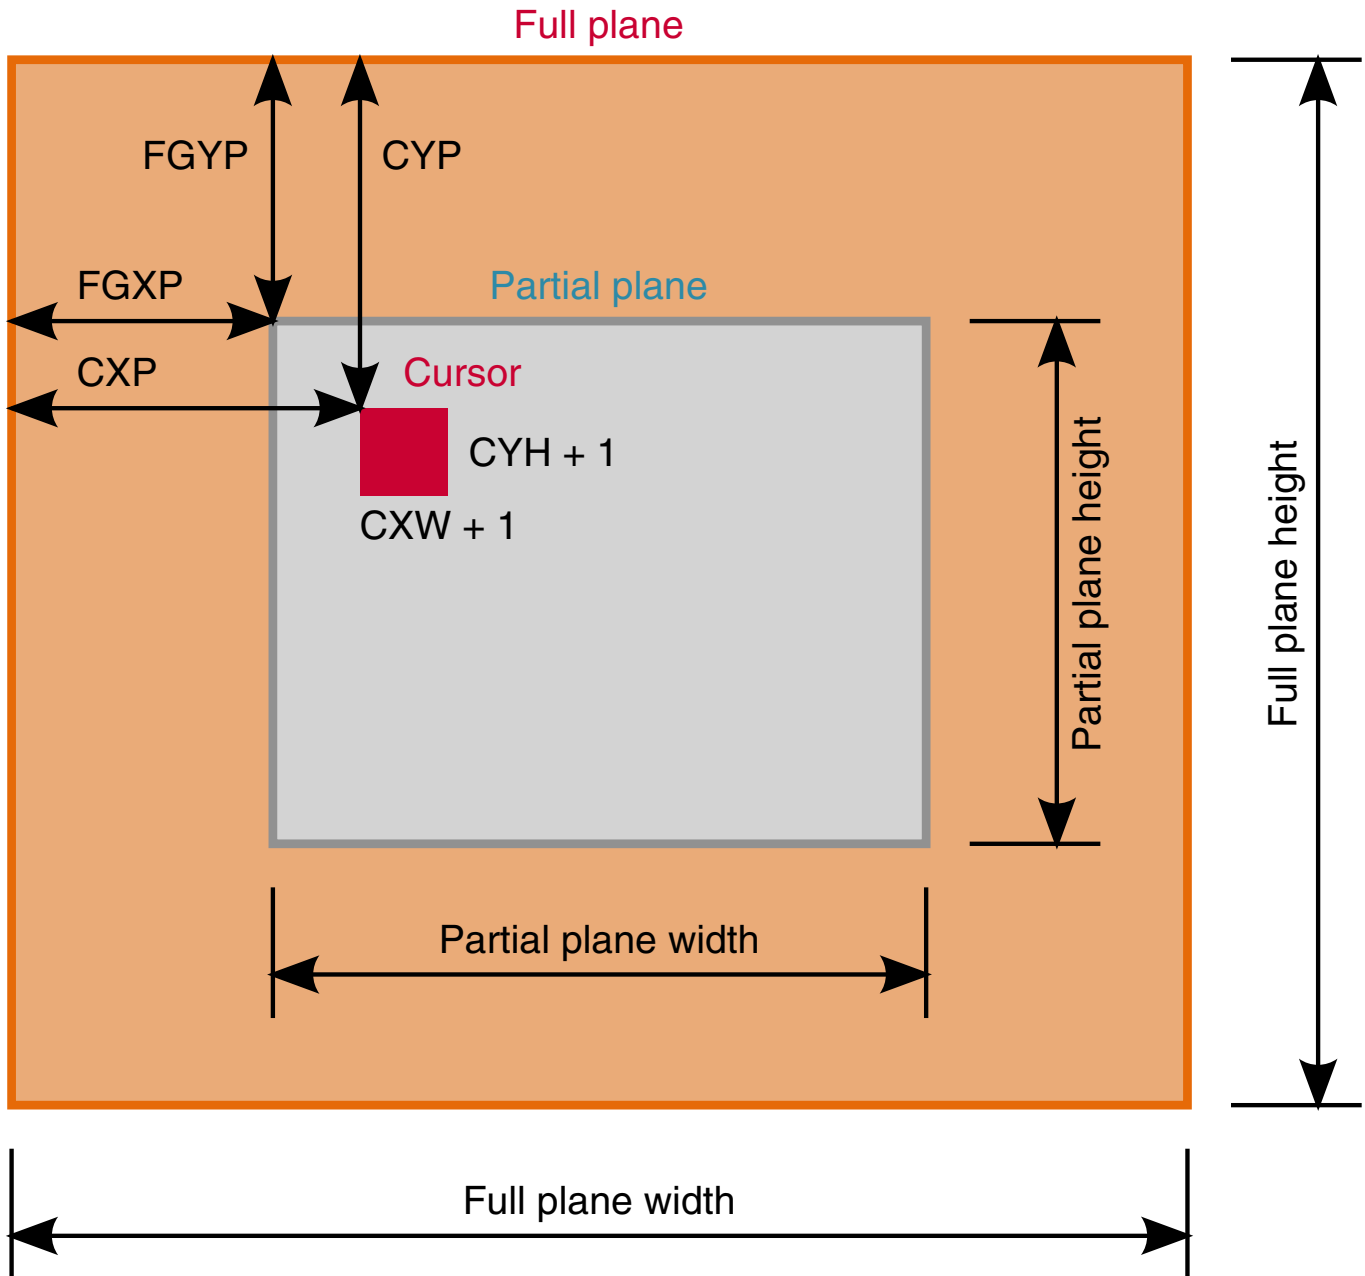 Full plane
FGYP
CYP
FGXP
Partial plane
CXP
Cursor
CYH + 1
CXW + 1
Partial plane height
Full plane height
Partial plane width
Full plane width